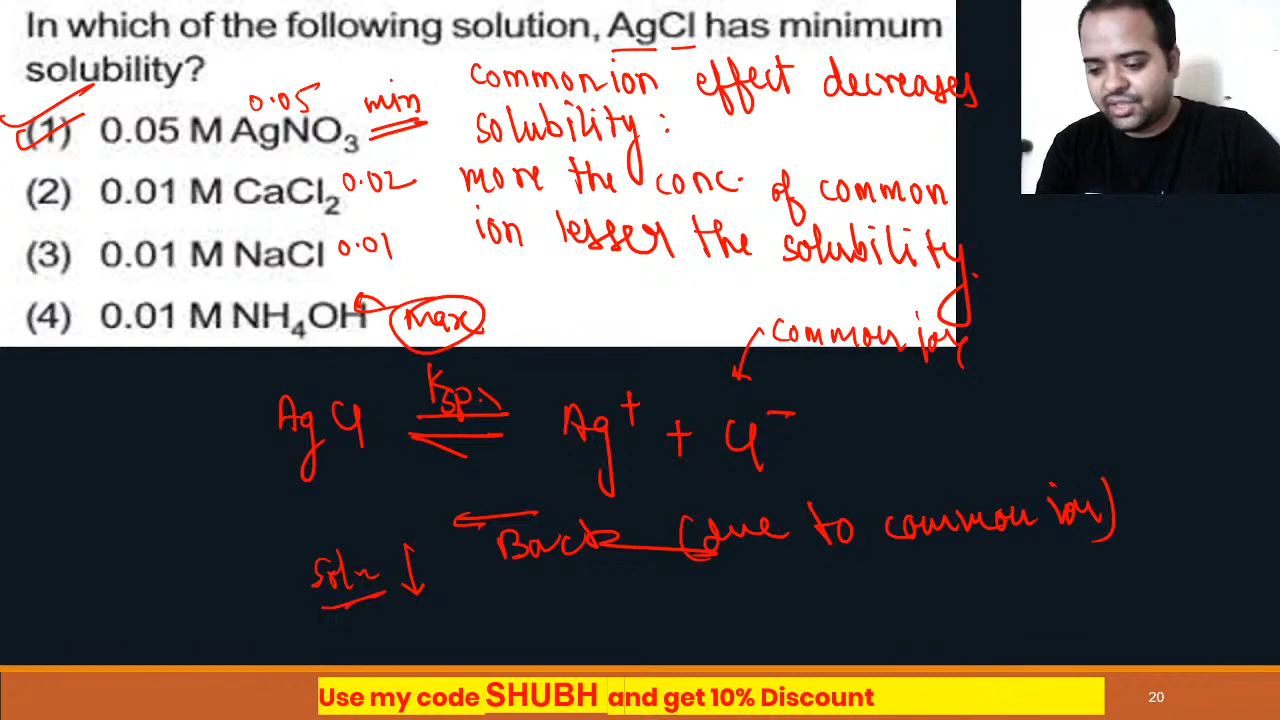 In which of the following solution, AgCl has minimum
solubility?
common ion effect decreases
solubility :
(1) 0.05 M AgNO₃
0.05
min
(2) 0.01 M CaCl₂
0.02
more the conc. of common
ion lesser the solubility.
(3) 0.01 M NaCl
0.01
(4) 0.01 M NH₄OH
max.
common ion
AgCl ⇌ Ag⁺ + Cl⁻
Ksp.
Back (due to common ion)
soln ↓
Use my code SHUBH and get 10% Discount
20